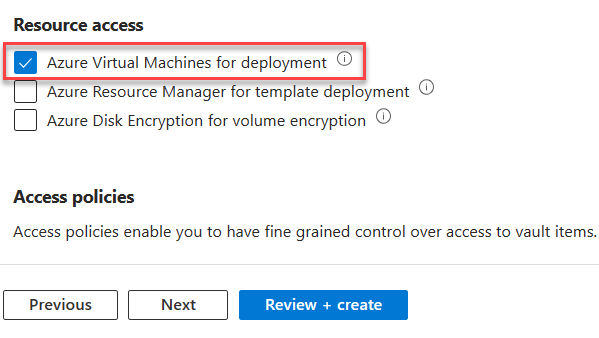 Resource access
Azure Virtual Machines for deployment
Azure Resource Manager for template deployment
Azure Disk Encryption for volume encryption
Access policies
Access policies enable you to have fine grained control over access to vault items.
Previous Next Review + create